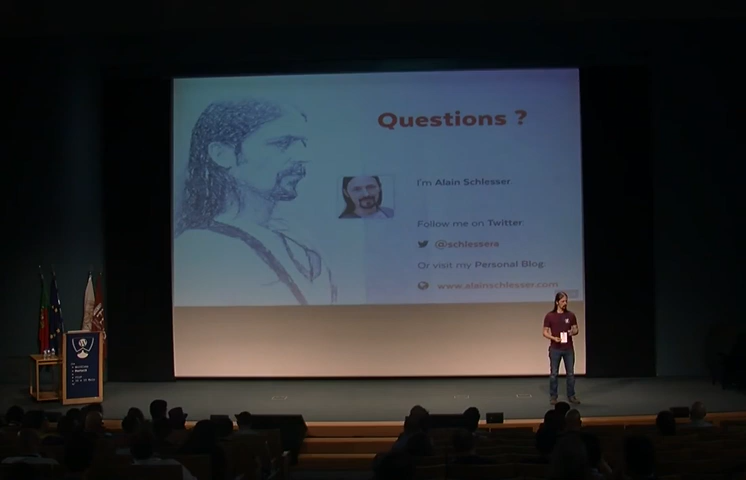 Questions ?
I'm Alain Schlesser.
Follow me on Twitter:
@schlessera
Or visit my Personal Blog:
www.alainschlesser.com